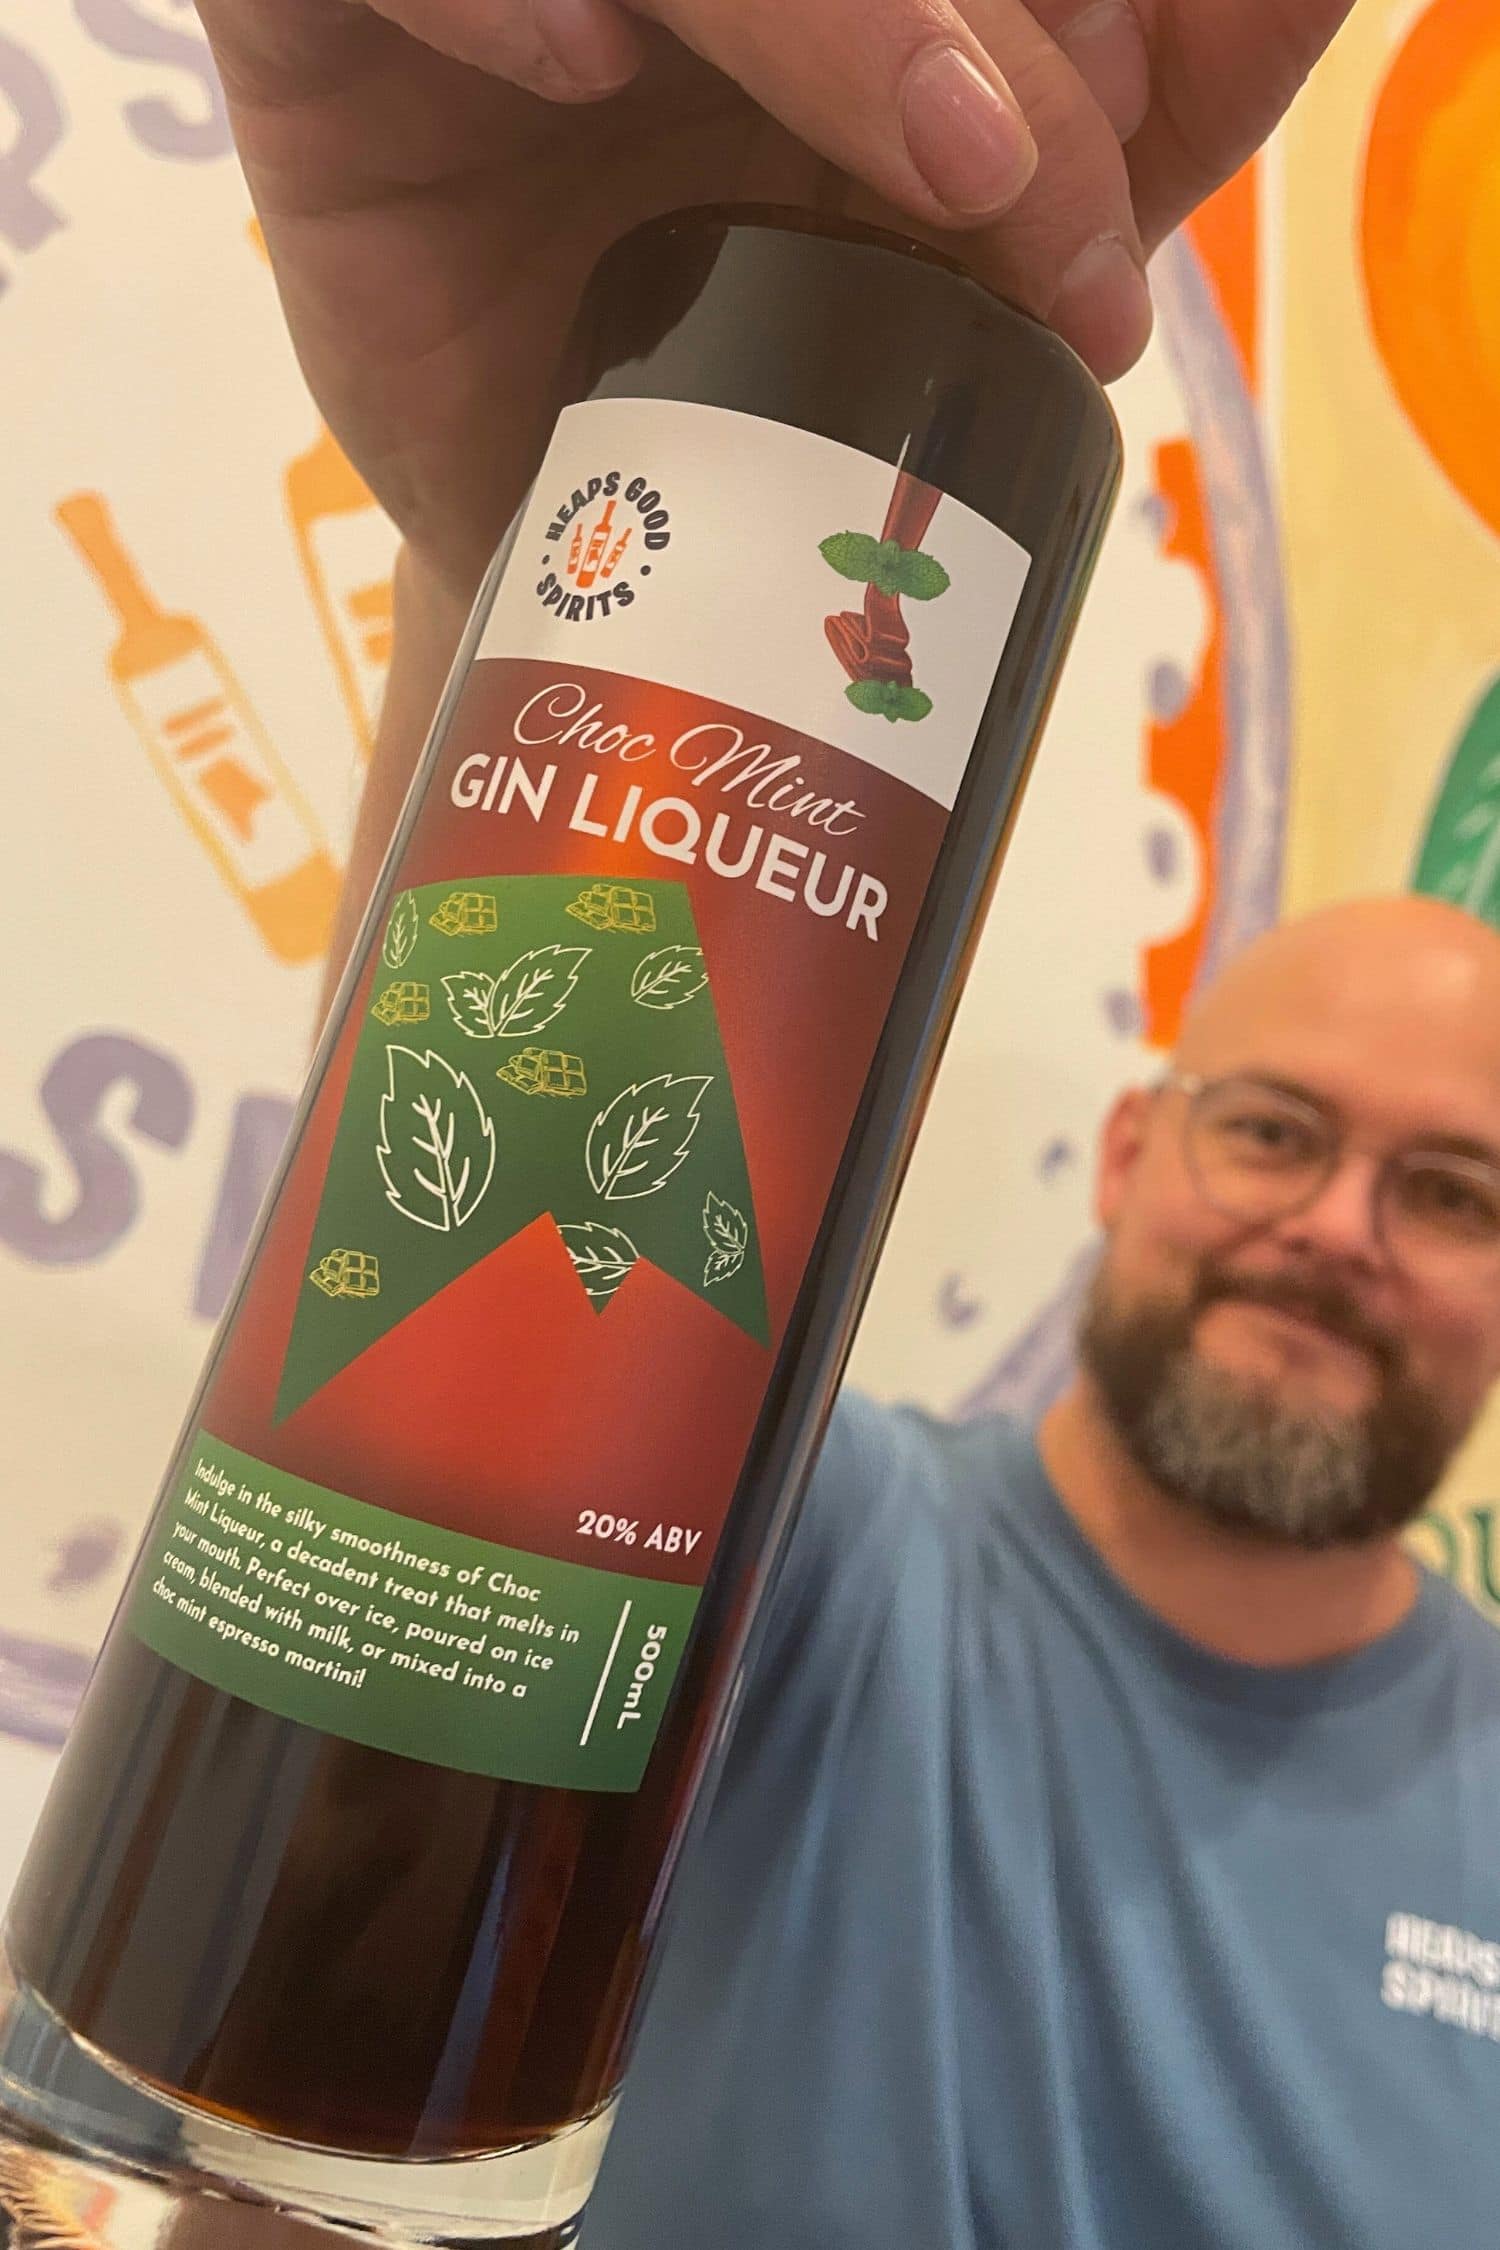 HEAPS GOOD
SPIRITS
Choc Mint
GIN LIQUEUR
20% ABV
Indulge in the silky smoothness of Choc
Mint Liqueur, a decadent treat that melts in
your mouth. Perfect over ice, poured on ice
cream, blended with milk, or mixed into a
choc mint espresso martini!
500mL
HEAPS
SPIRITS